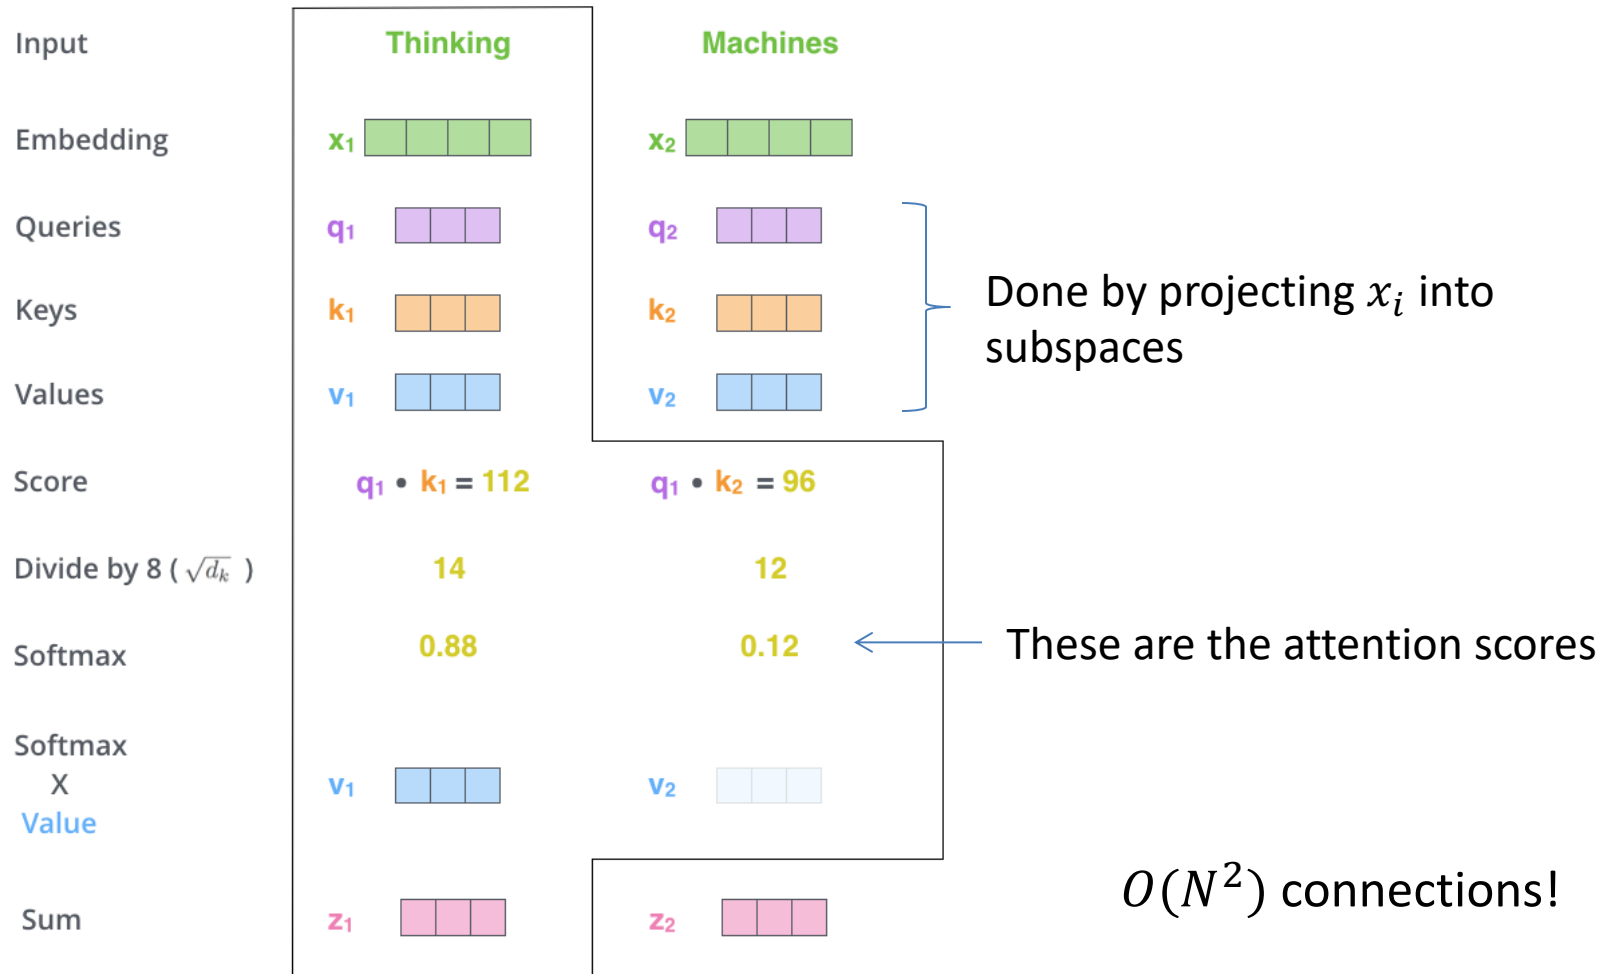 Input Thinking Machines
Embedding x₁ x₂
Queries q₁ q₂
Keys k₁ k₂
Values v₁ v₂
Done by projecting xᵢ into
subspaces
Score q₁ • k₁ = 112 q₁ • k₂ = 96
Divide by 8 ( √dₖ ) 14 12
Softmax 0.88 0.12
These are the attention scores
Softmax
X
Value
v₁ v₂
O(N²) connections!
Sum z₁ z₂